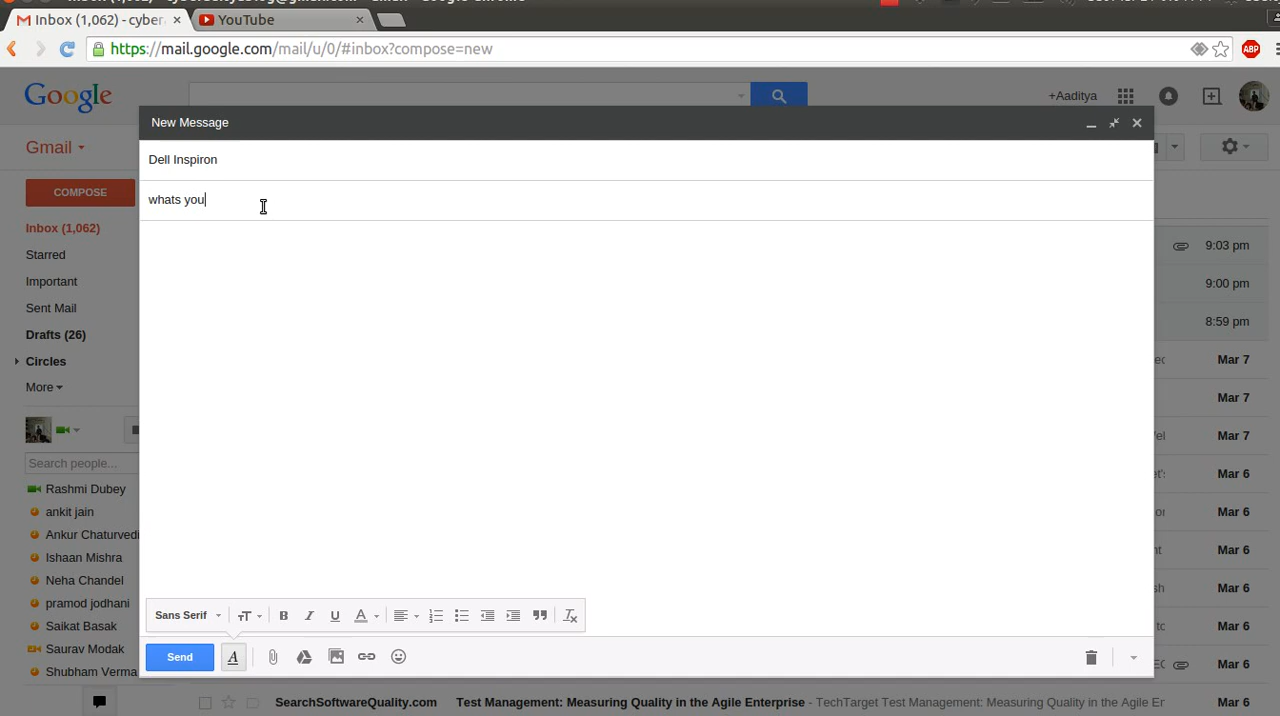 Inbox (1,062) - cyber
YouTube
https://mail.google.com/mail/u/0/#inbox?compose=new
ABP
Google
+Aaditya
New Message
Gmail
Dell Inspiron
COMPOSE
whats you
Inbox (1,062)
Starred
9:03 pm
Important
9:00 pm
Sent Mail
8:59 pm
Drafts (26)
Circles
Mar 7
More
Mar 7
Mar 7
Search people...
Mar 6
Rashmi Dubey
ankit jain
Mar 6
Ankur Chaturvedi
Mar 6
Ishaan Mishra
Neha Chandel
Mar 6
pramod jodhani
Sans Serif
Saikat Basak
Mar 6
Saurav Modak
Send
Mar 6
Shubham Verma
SearchSoftwareQuality.com Test Management: Measuring Quality in the Agile Enterprise - TechTarget Test Management: Measuring Quality in the Agile Er
Mar 6